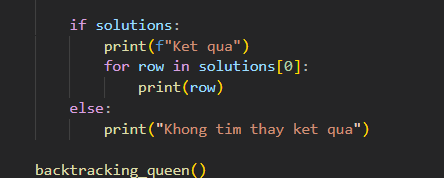 if solutions:
print(f"Ket qua")
for row in solutions[0]:
print(row)
else:
print("Khong tim thay ket qua")
backtracking_queen()